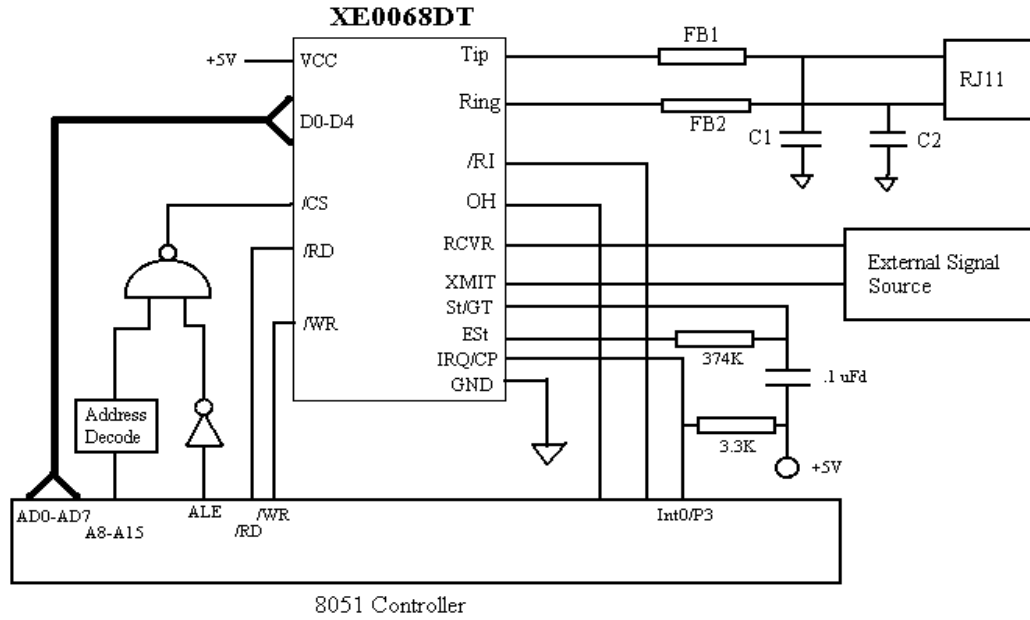 XE0068DT
+5V
VCC
D0-D4
/CS
/RD
/WR
Tip
Ring
/RI
OH
RCVR
XMIT
St/GT
ESt
IRQ/CP
GND
FB1
FB2
C1
C2
RJ11
External Signal
Source
374K
.1 uFd
3.3K
+5V
Address
Decode
AD0-AD7
A8-A15
ALE
/RD
/WR
Int0/P3
8051 Controller